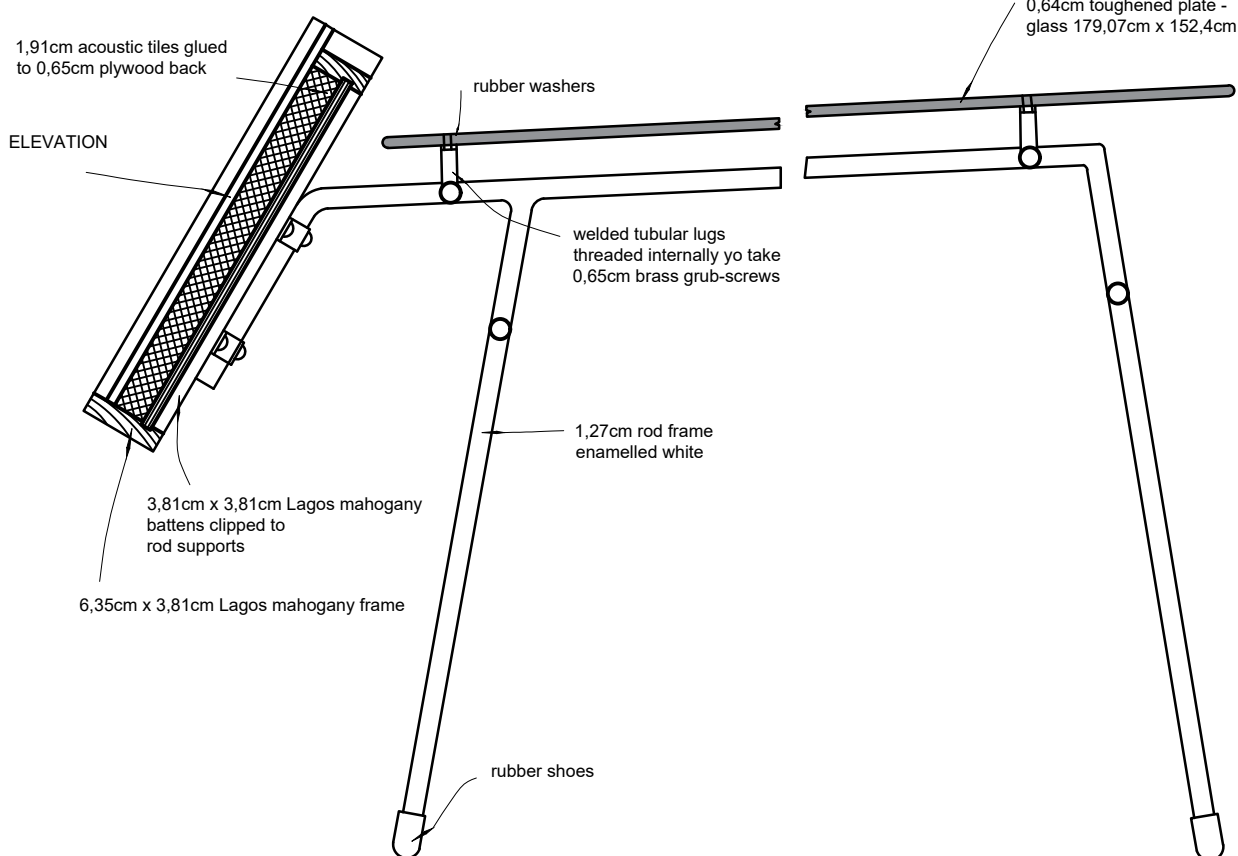 0,64cm toughened plate -
glass 179,07cm x 152,4cm
1,91cm acoustic tiles glued
to 0,65cm plywood back
rubber washers
ELEVATION
welded tubular lugs
threaded internally yo take
0,65cm brass grub-screws
1,27cm rod frame
enamelled white
3,81cm x 3,81cm Lagos mahogany
battens clipped to
rod supports
6,35cm x 3,81cm Lagos mahogany frame
rubber shoes